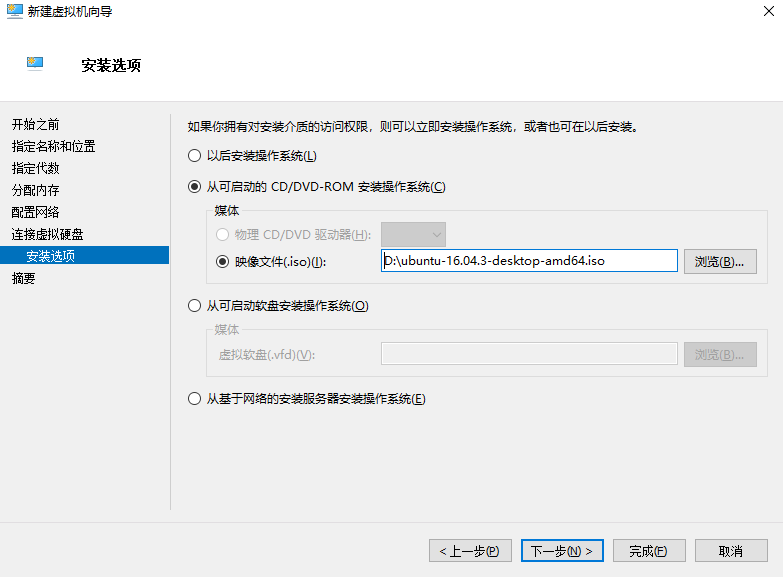 新建虚拟机向导
安装选项
开始之前
指定名称和位置
指定代数
分配内存
配置网络
连接虚拟硬盘
安装选项
摘要
如果你拥有对安装介质的访问权限，则可以立即安装操作系统，或者也可在以后安装。
以后安装操作系统(L)
从可启动的 CD/DVD-ROM 安装操作系统(C)
媒体
物理 CD/DVD 驱动器(H):
映像文件(.iso)(I): D:\ubuntu-16.04.3-desktop-amd64.iso 浏览(B)...
从可启动软盘安装操作系统(O)
媒体
虚拟软盘(.vfd)(V): 浏览(B)...
从基于网络的安装服务器安装操作系统(E)
< 上一步(P) 下一步(N) > 完成(F) 取消